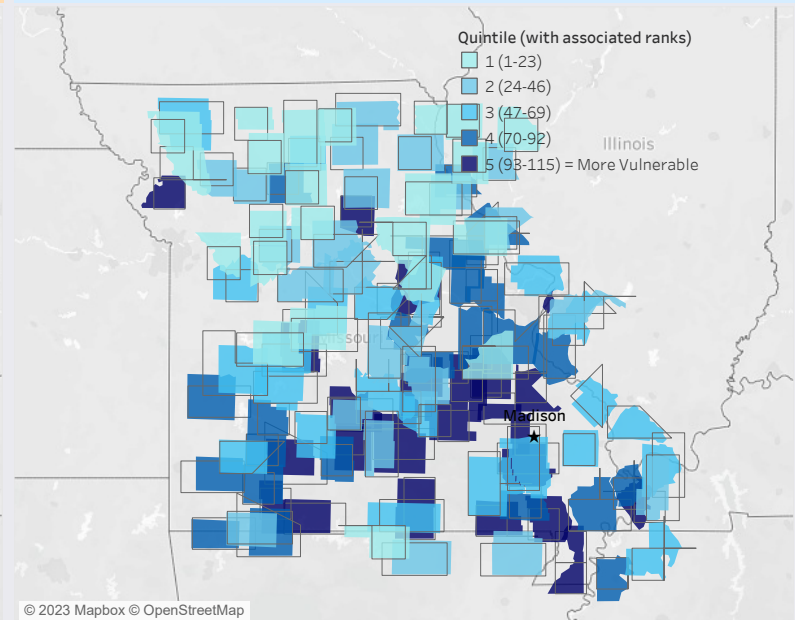 Quintile (with associated ranks)
1 (1-23)
2 (24-46)
3 (47-69)
4 (70-92)
Illinois
5 (93-115) = More Vulnerable
Missouri
Madison
© 2023 Mapbox © OpenStreetMap